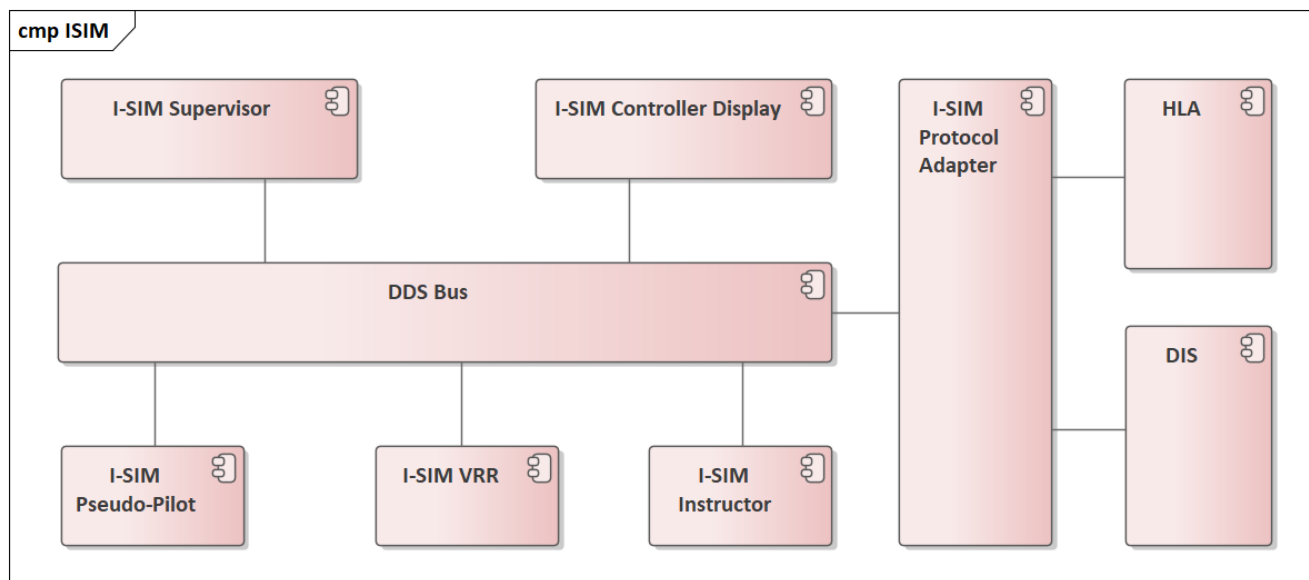 cmp ISIM
I-SIM Supervisor
I-SIM Controller Display
I-SIM
Protocol
Adapter
HLA
DDS Bus
DIS
I-SIM
Pseudo-Pilot
I-SIM VRR
I-SIM
Instructor